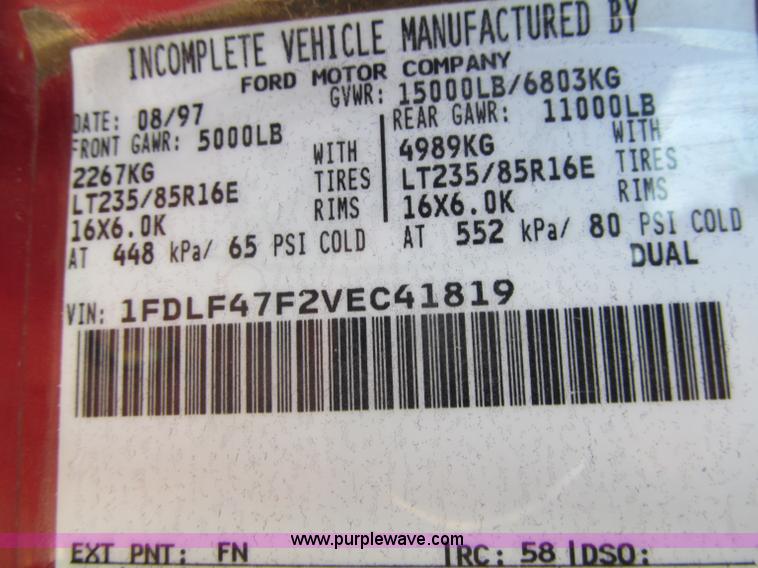 INCOMPLETE VEHICLE MANUFACTURED BY
FORD MOTOR COMPANY
GVWR: 15000LB/6803KG
DATE: 08/97
FRONT GAWR: 5000LB
2267KG WITH
LT235/85R16E TIRES
16X6.0K RIMS
AT 448 kPa/ 65 PSI COLD
REAR GAWR: 11000LB
4989KG WITH
LT235/85R16E TIRES
16X6.0K RIMS
AT 552 kPa/ 80 PSI COLD
DUAL
VIN: 1FDLF47F2VEC41819
www.purplewave.com
EXT PNT: FN RC: 58 DSO: